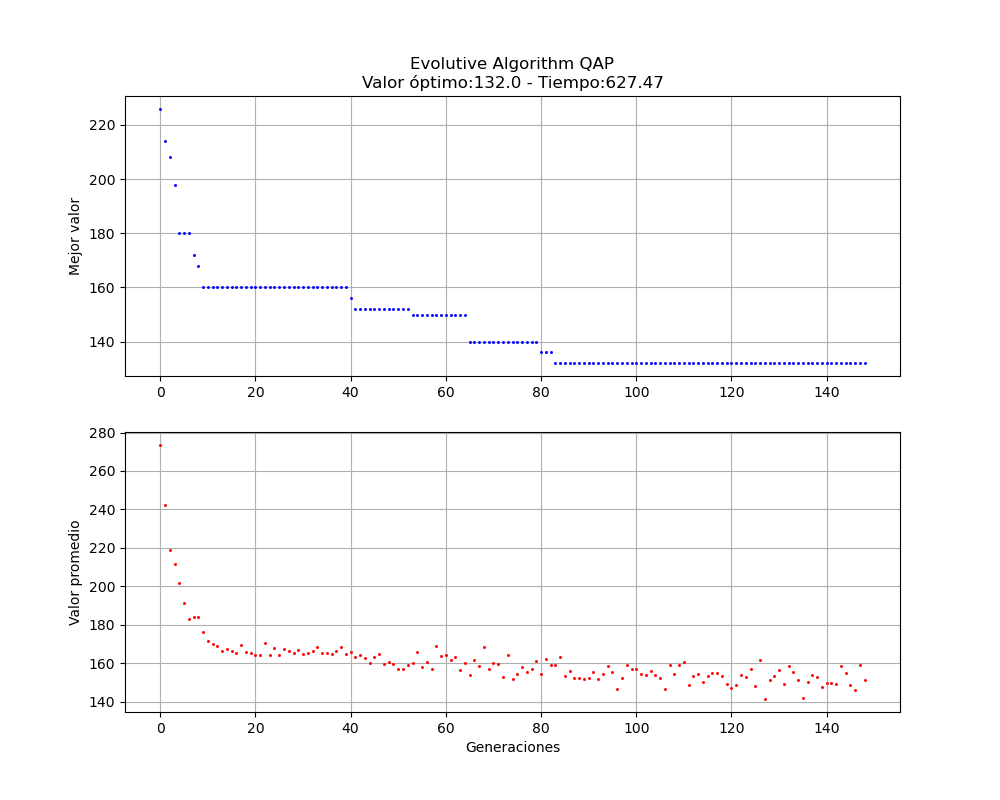 Evolutive Algorithm QAP
Valor óptimo:132.0 - Tiempo:627.47
Mejor valor
220
200
180
160
140
0 20 40 60 80 100 120 140
Valor promedio
280
260
240
220
200
180
160
140
0 20 40 60 80 100 120 140
Generaciones